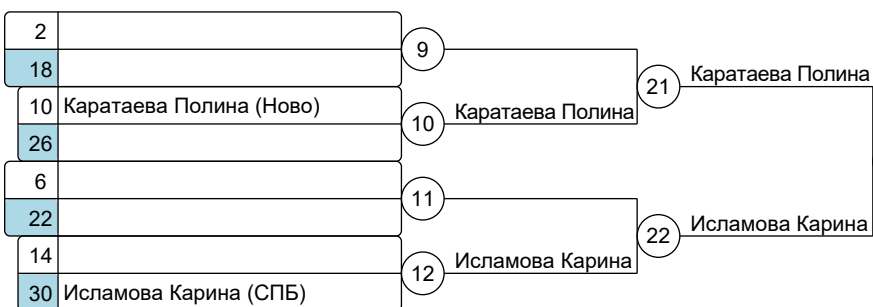 2
18
10 Каратаева Полина (Ново)
26
6
22
14
30 Исламова Карина (СПБ)
9
10 Каратаева Полина
11
12 Исламова Карина
21 Каратаева Полина
22 Исламова Карина